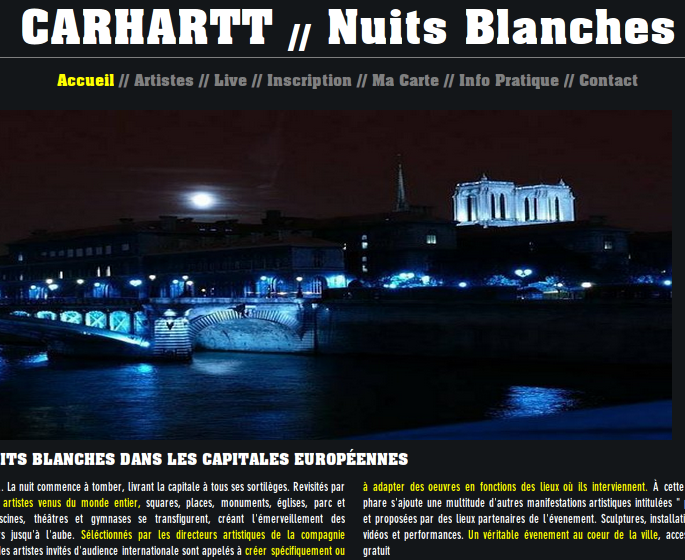 CARHARTT // Nuits Blanches
Accueil // Artistes // Live // Inscription // Ma Carte // Info Pratique // Contact
ITS BLANCHES DANS LES CAPITALES EUROPÉENNES
. La nuit commence à tomber, livrant la capitale à tous ses sortilèges. Revisités par
artistes venus du monde entier, squares, places, monuments, églises, parc et
scines, théâtres et gymnases se transfigurent, créant l'émerveillement des
s jusqu'à l'aube. Séléctionnés par les directeurs artistiques de la compagnie
les artistes invités d'audience internationale sont appelés à créer spécifiquement ou
à adapter des oeuvres en fonctions des lieux où ils interviennent. À cette
phare s'ajoute une multitude d'autres manifestations artistiques intitulées "
et proposées par des lieux partenaires de l'évenement. Sculptures, installati
vidéos et performances. Un véritable évenement au coeur de la ville, acce
gratuit